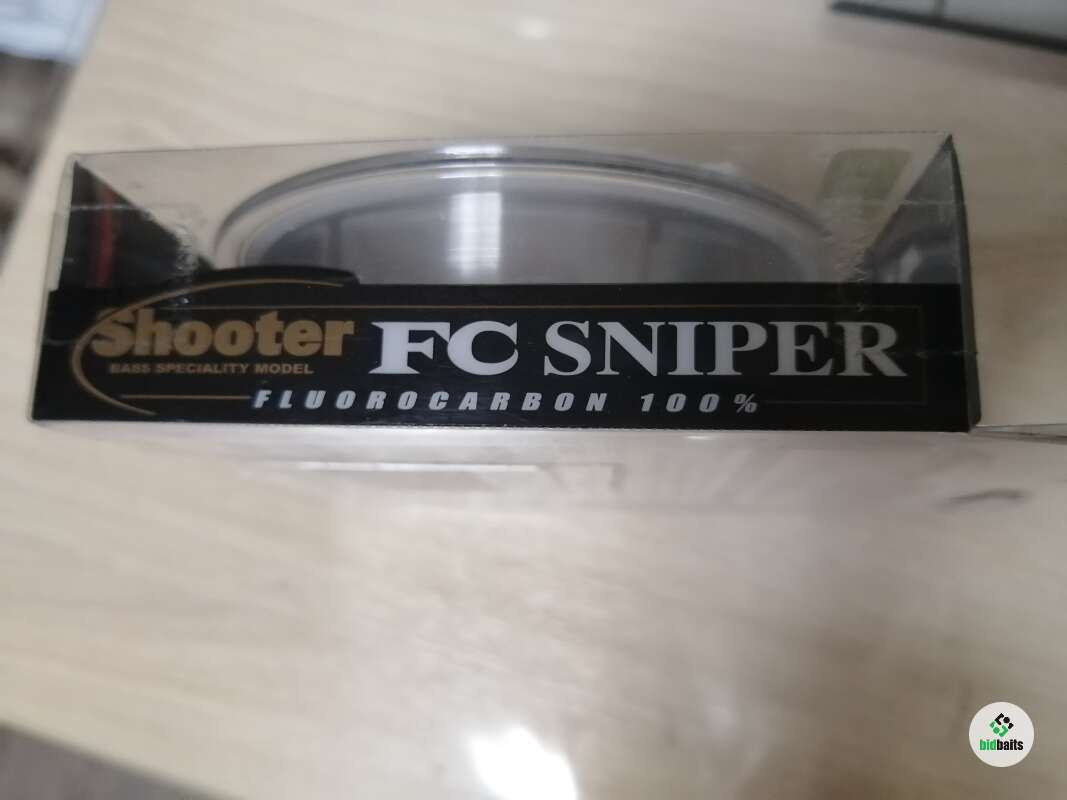 Shooter
BASS SPECIALITY MODEL
FC SNIPER
FLUOROCARBON 100%
bidbaits